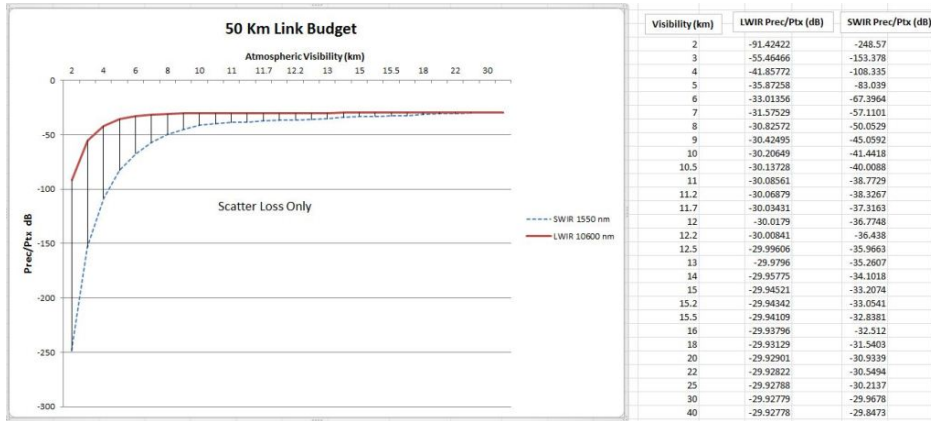 50 Km Link Budget
Atmospheric Visibility (km)
2 4 6 8 10 11 11.7 12.2 13 15 15.5 18 22 30
0
-50
-100
-150
-200
-250
-300
Prec/Ptx dB
Scatter Loss Only
SWIR 1550 nm
LWIR 10600 nm
Visibility (km) LWIR Prec/Ptx (dB) SWIR Prec/Ptx (dB)
2 -91.42422 -248.57
3 -55.46466 -153.378
4 -41.85772 -108.335
5 -35.87258 -83.039
6 -33.01356 -67.3964
7 -31.57529 -57.1101
8 -30.82572 -50.0529
9 -30.42495 -45.0592
10 -30.20649 -41.4418
10.5 -30.13728 -40.0088
11 -30.08561 -38.7729
11.2 -30.06879 -38.3267
11.7 -30.03431 -37.3163
12 -30.0179 -36.7748
12.2 -30.00841 -36.438
12.5 -29.99606 -35.9663
13 -29.9796 -35.2607
14 -29.95775 -34.1018
15 -29.94521 -33.2074
15.2 -29.94342 -33.0541
15.5 -29.94109 -32.8381
16 -29.93796 -32.512
18 -29.93129 -31.5403
20 -29.92901 -30.9339
22 -29.92822 -30.5494
25 -29.92788 -30.2137
30 -29.92779 -29.9678
40 -29.92778 -29.8473